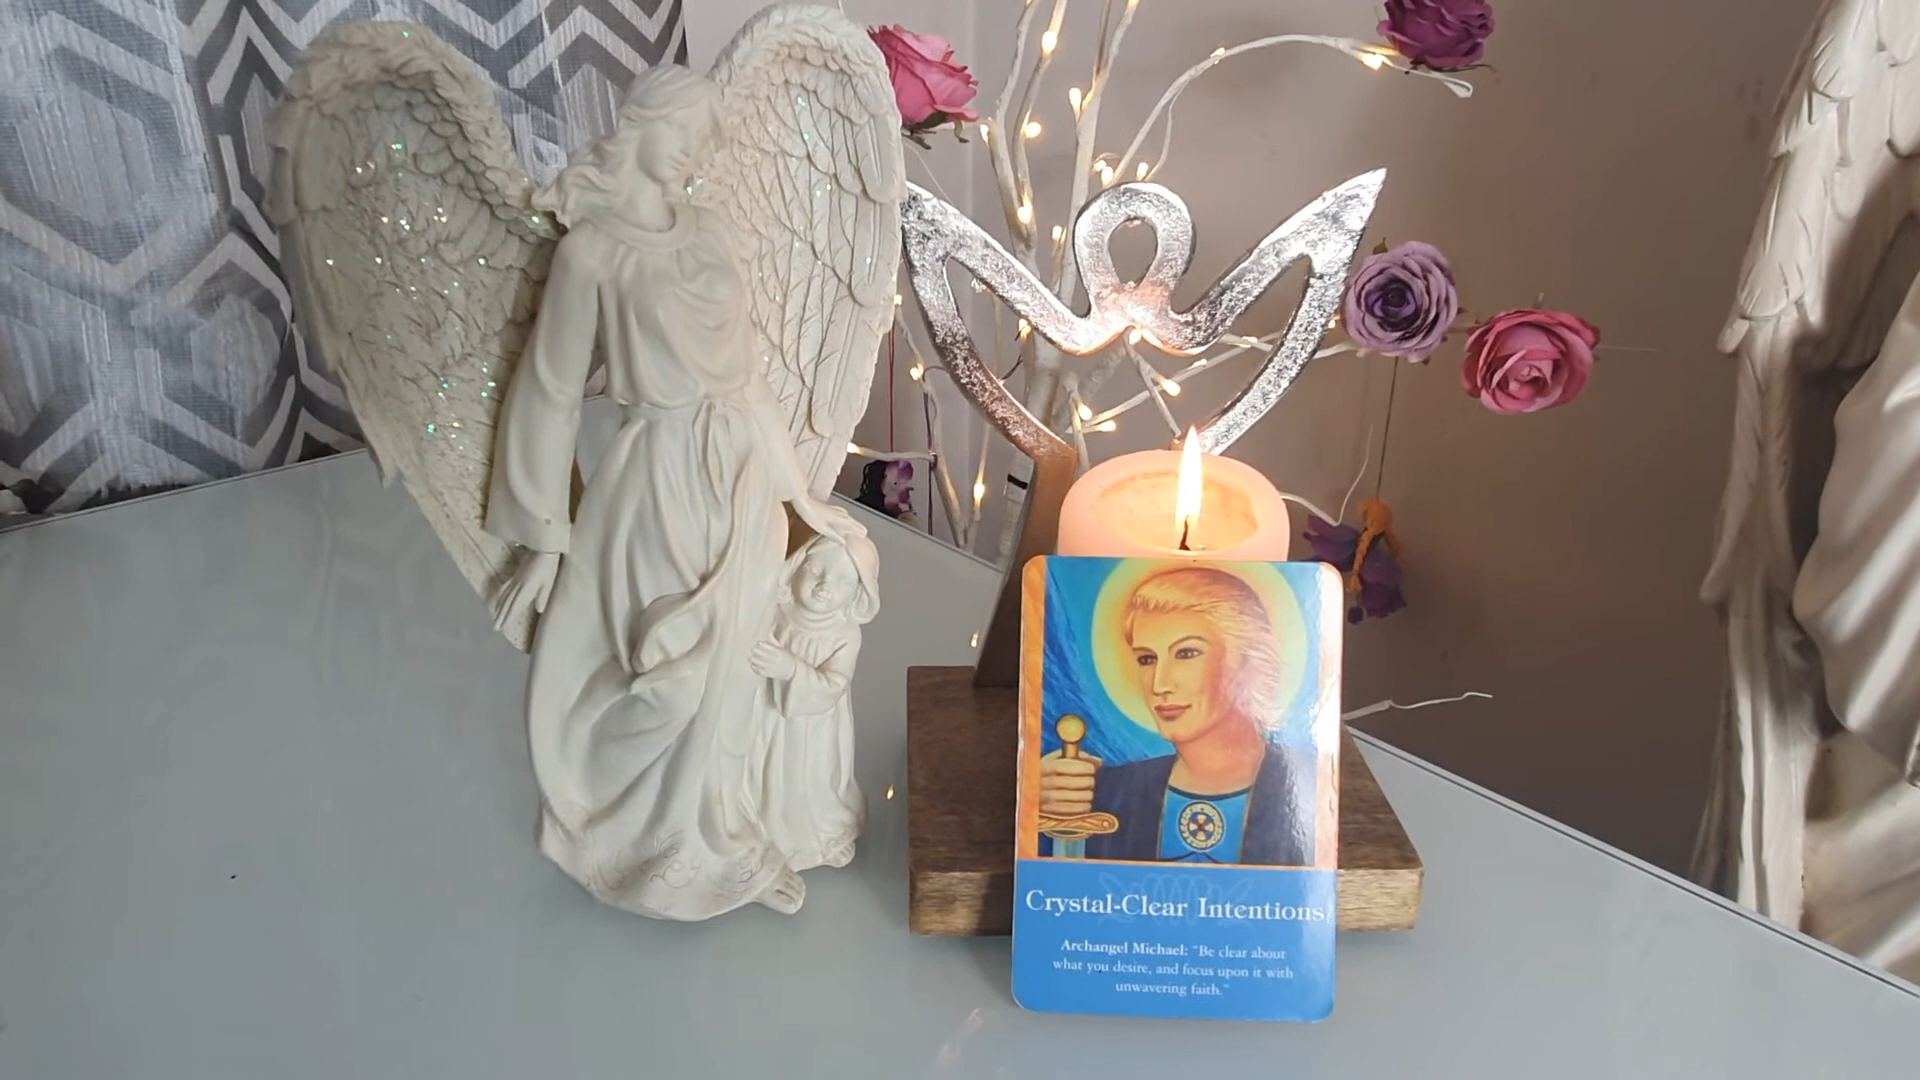 Crystal-Clear Intentions
Archangel Michael: "Be clear about
what you desire, and focus upon it with
unwavering faith."